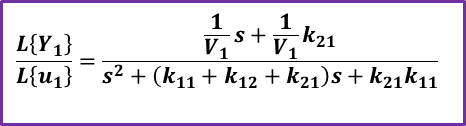 L{Y₁} / L{u₁} = (1/V₁ s + 1/V₁ k₂₁) / (s² + (k₁₁ + k₁₂ + k₂₁)s + k₂₁k₁₁)